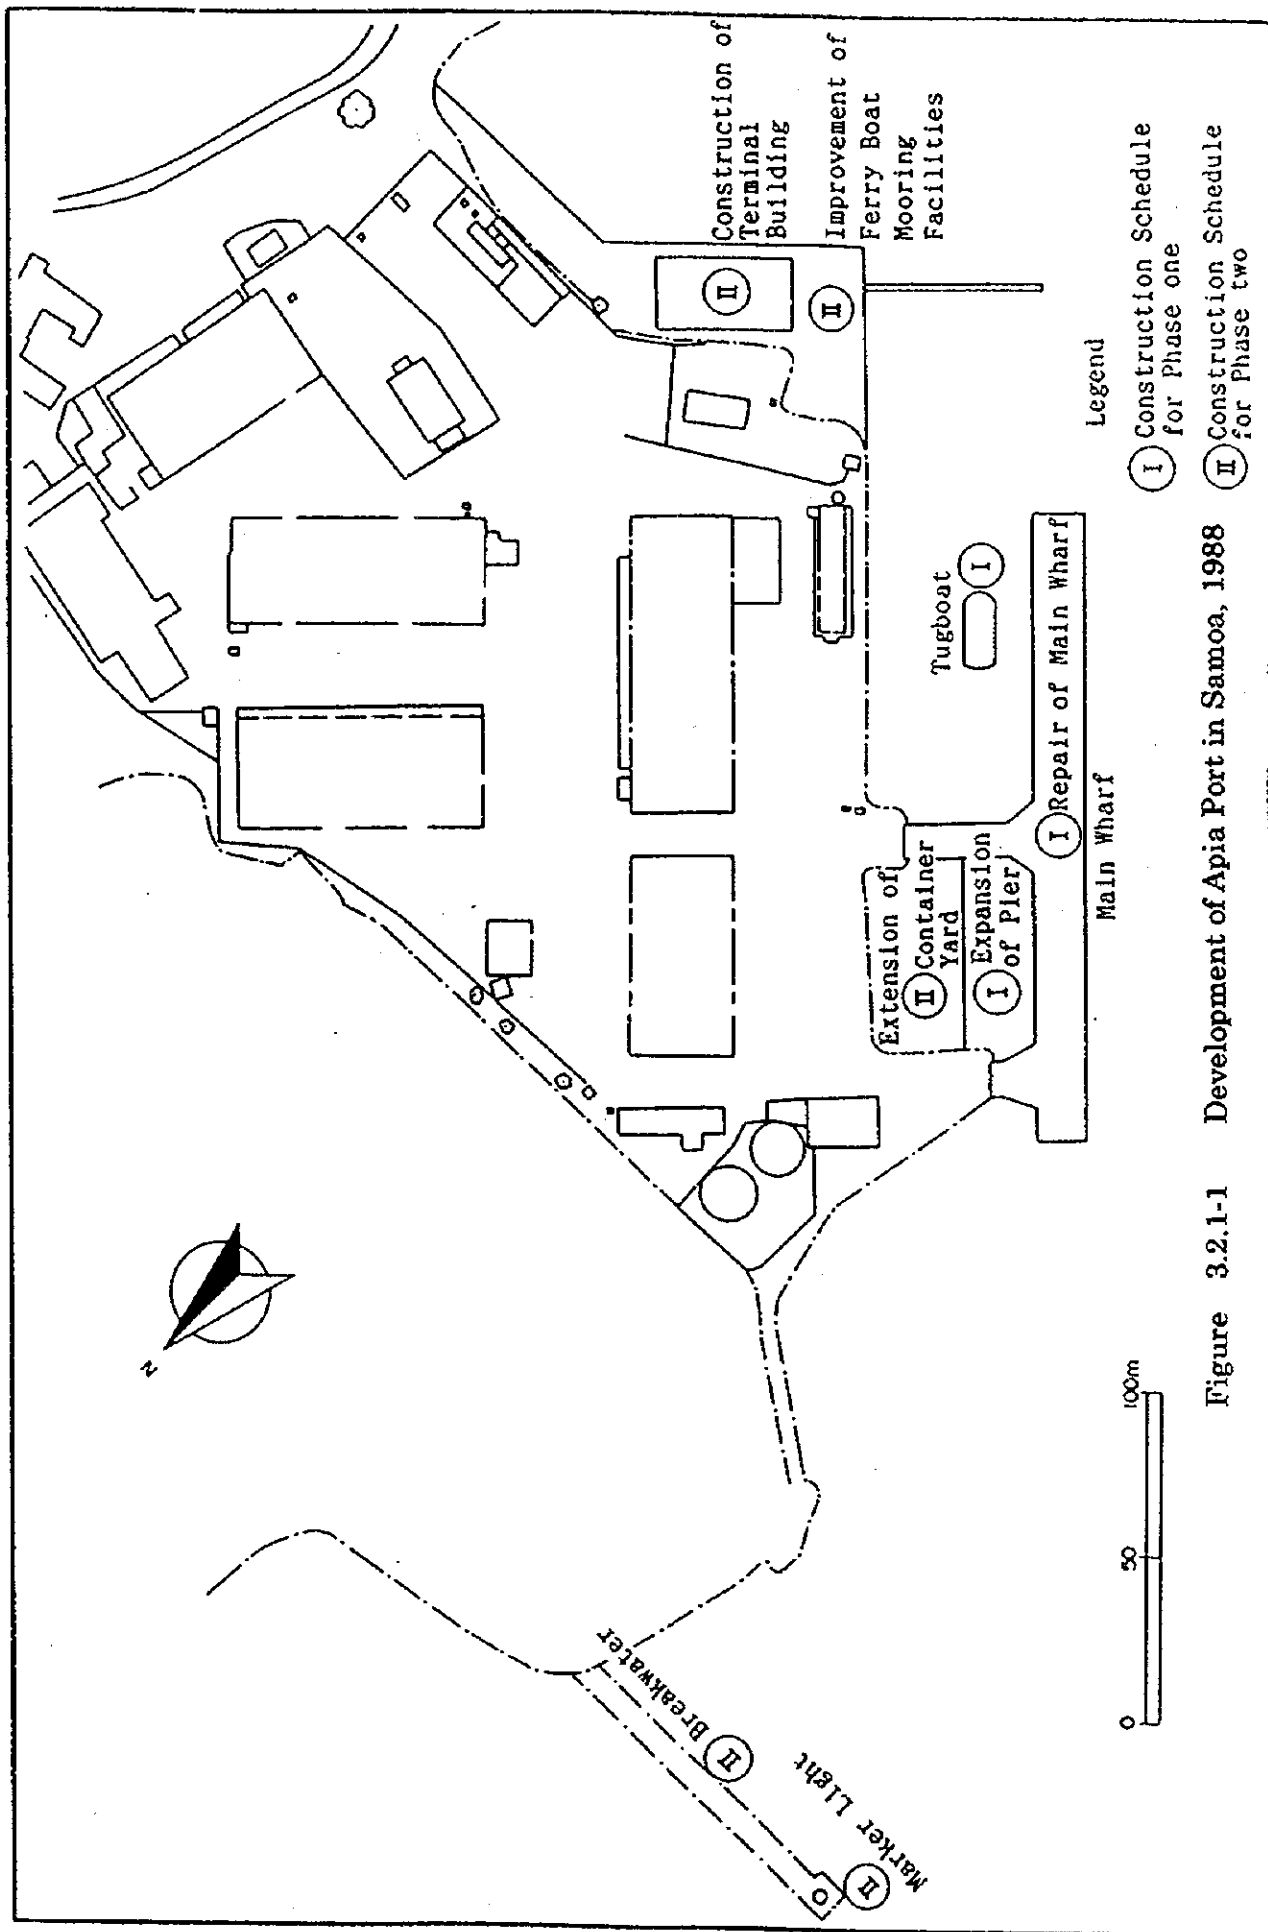 Construction of
Terminal
Building
Improvement of
Ferry Boat
Mooring
Facilities
II
II
Legend
I Construction Schedule
for Phase one
II Construction Schedule
for Phase two
Tugboat
I
I Repair of Main Wharf
Main Wharf
Extension of
II Container
Yard
Expansion
I of Pier
N
II Breakwater
Marker Light
II
0 50 100m
Figure 3.2.1-1 Development of Apia Port in Samoa, 1988